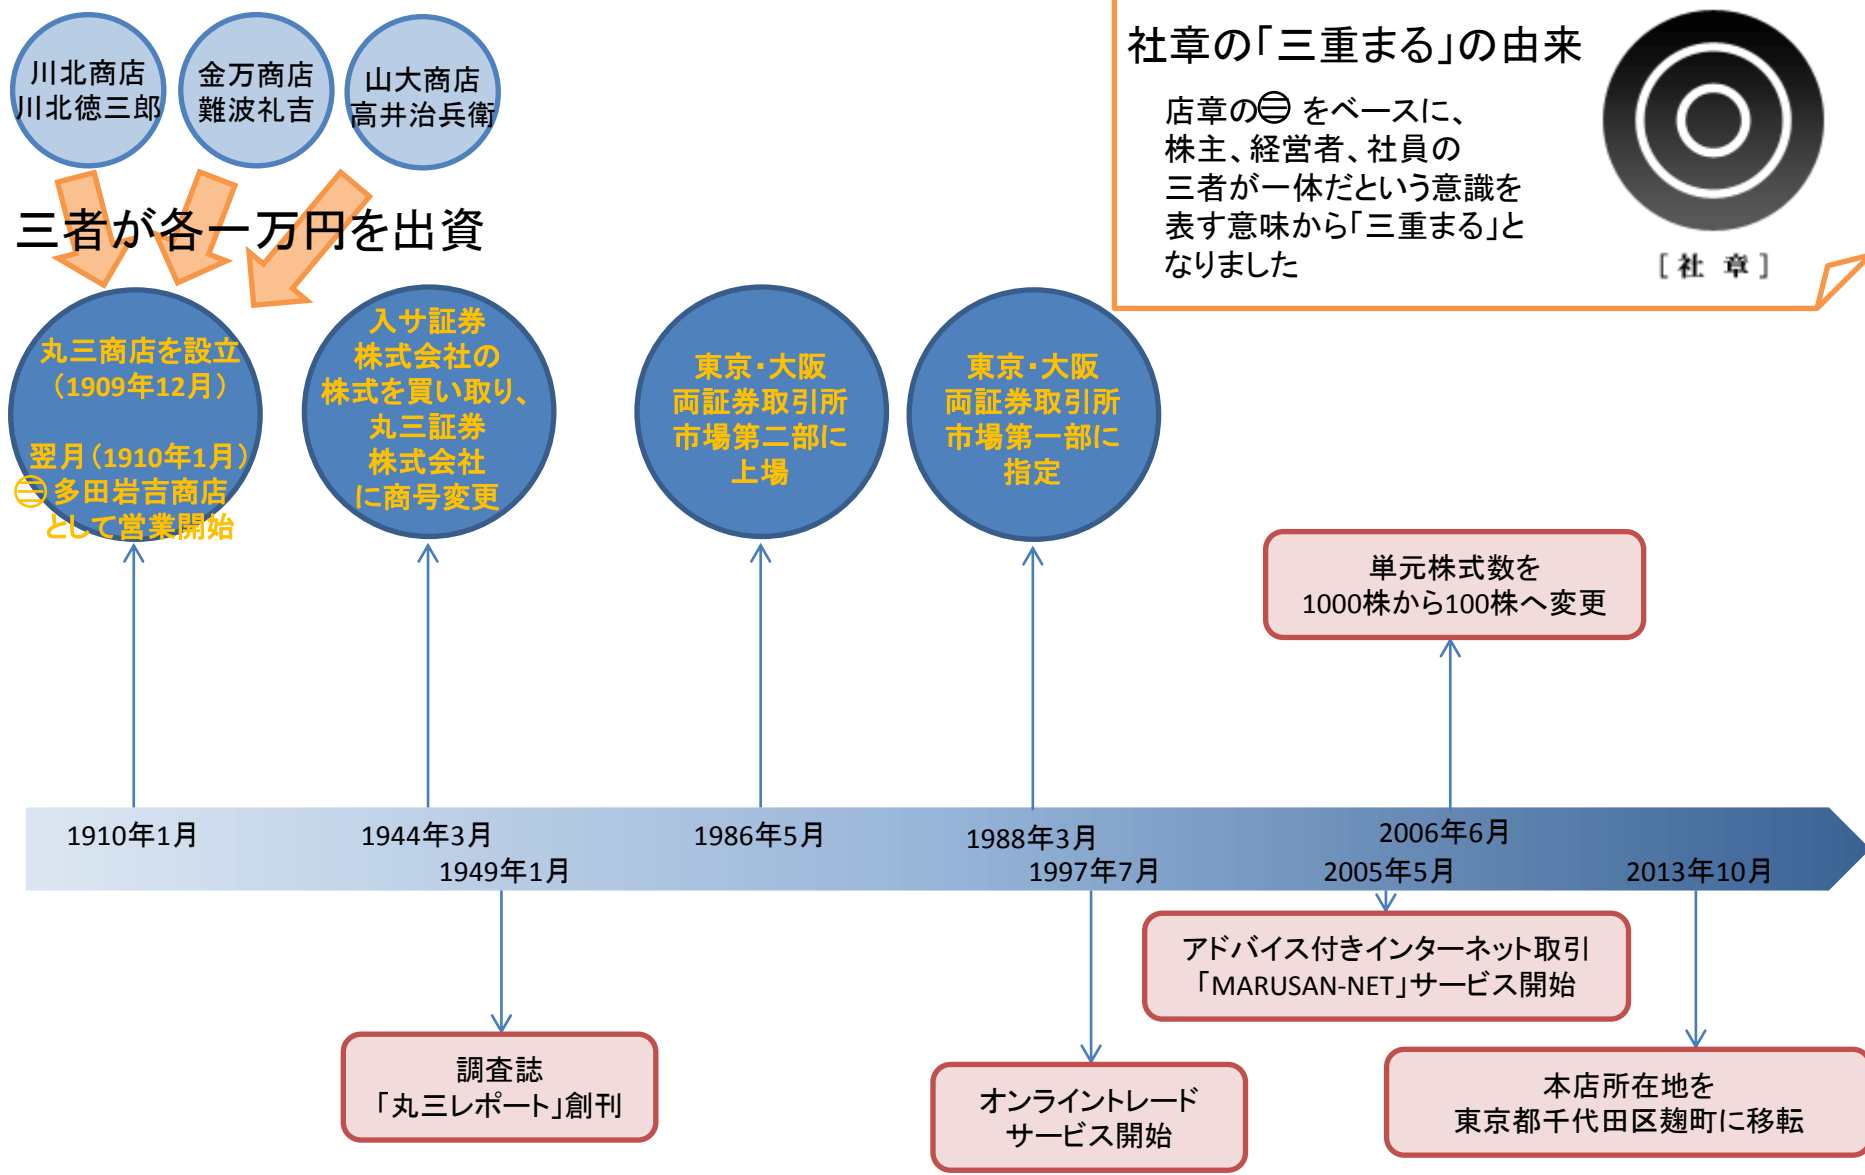 川北商店
川北徳三郎
金万商店
難波礼吉
山大商店
高井治兵衛
三者が各一万円を出資
社章の「三重まる」の由来
店章の㊂ をベースに、
株主、経営者、社員の
三者が一体だという意識を
表す意味から「三重まる」と
なりました
[社 章]
丸三商店を設立
(1909年12月)
翌月(1910年1月)
㊂多田岩吉商店
として営業開始
入サ証券
株式会社の
株式を買い取り、
丸三証券
株式会社
に商号変更
東京・大阪
両証券取引所
市場第二部に
上場
東京・大阪
両証券取引所
市場第一部に
指定
単元株式数を
1000株から100株へ変更
1910年1月
1944年3月
1986年5月
1988年3月
2006年6月
1949年1月
1997年7月
2005年5月
2013年10月
調査誌
「丸三レポート」創刊
オンライントレード
サービス開始
アドバイス付きインターネット取引
「MARUSAN-NET」サービス開始
本店所在地を
東京都千代田区麹町に移転